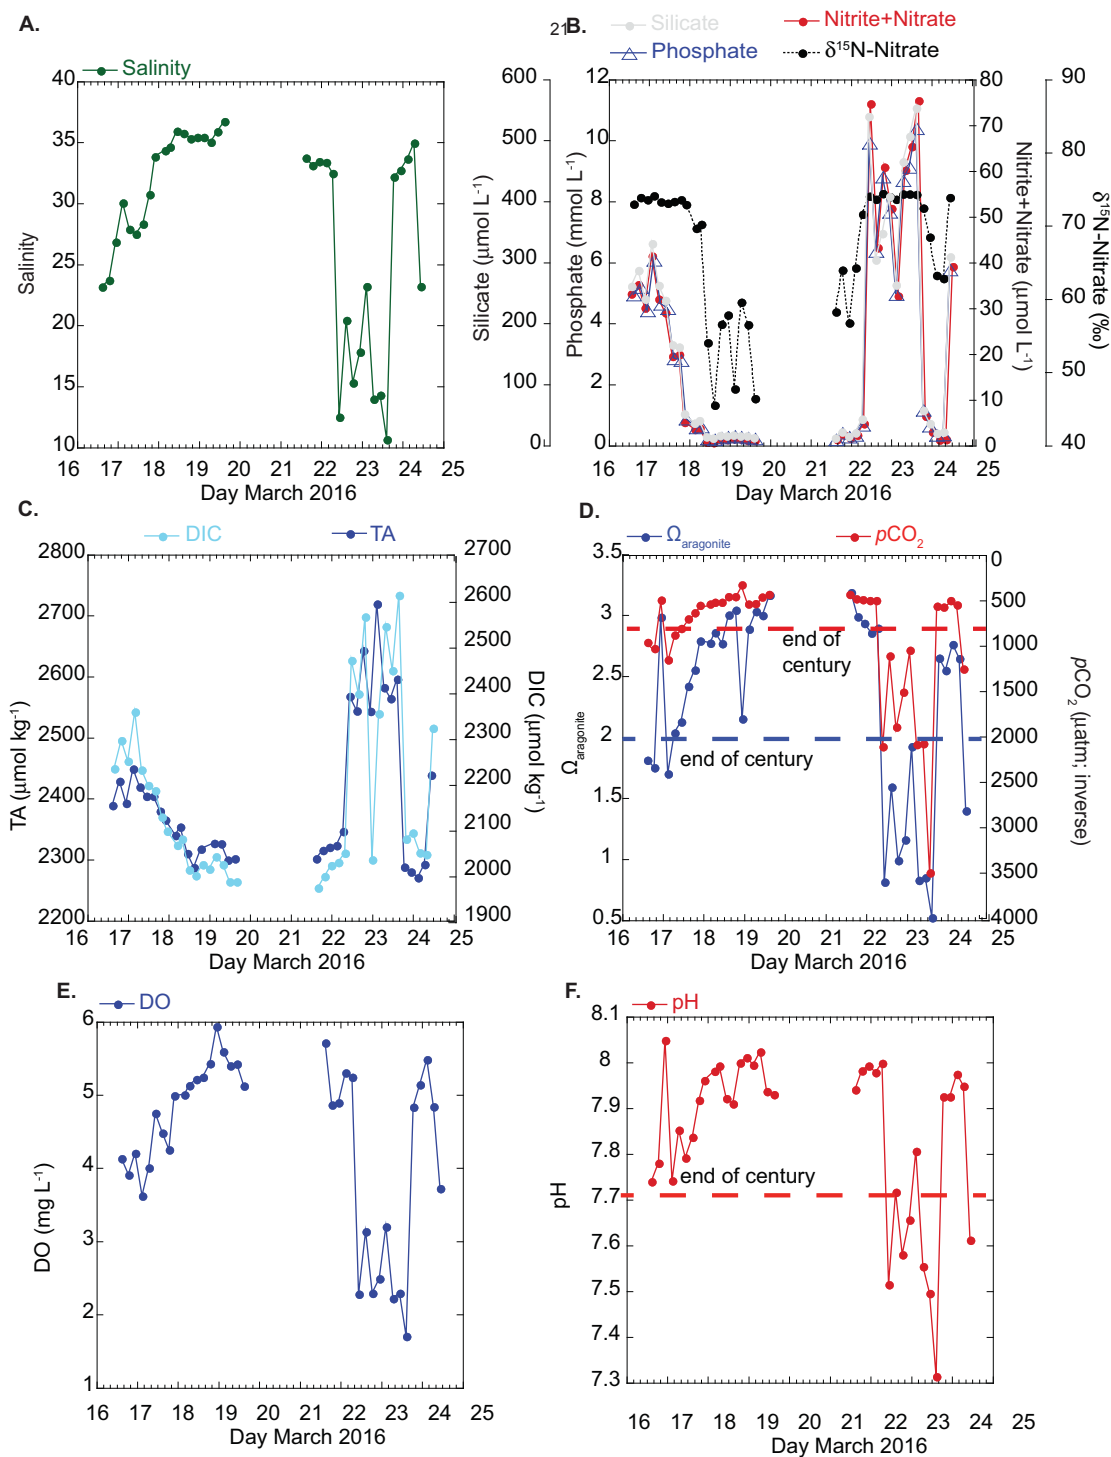 A.
Salinity
40
35
30
25
20
15
10
Salinity
16 17 18 19 20 21 22 23 24 25
Day March 2016
21
B.
Silicate
Nitrite+Nitrate
Phosphate
δ¹⁵N-Nitrate
600
500
400
300
200
100
0
Silicate (µmol L⁻¹)
12
10
8
6
4
2
0
Phosphate (mmol L⁻¹)
80
70
60
50
40
30
20
10
0
Nitrite+Nitrate (µmol L⁻¹)
90
80
70
60
50
40
δ¹⁵N-Nitrate (‰)
16 17 18 19 20 21 22 23 24 25
Day March 2016
C.
DIC
TA
2800
2700
2600
2500
2400
2300
2200
TA (µmol kg⁻¹)
2700
2600
2500
2400
2300
2200
2100
2000
1900
DIC (µmol kg⁻¹)
16 17 18 19 20 21 22 23 24 25
Day March 2016
D.
Ωaragonite
pCO₂
3.5
3
2.5
2
1.5
1
0.5
Ωaragonite
end of
century
end of century
0
500
1000
1500
2000
2500
3000
3500
4000
pCO₂ (µatm; inverse)
16 17 18 19 20 21 22 23 24 25
Day March 2016
E.
DO
6
5
4
3
2
1
DO (mg L⁻¹)
16 17 18 19 20 21 22 23 24 25
Day March 2016
F.
pH
8.1
8
7.9
7.8
7.7
7.6
7.5
7.4
7.3
pH
end of century
16 17 18 19 20 21 22 23 24 25
Day March 2016